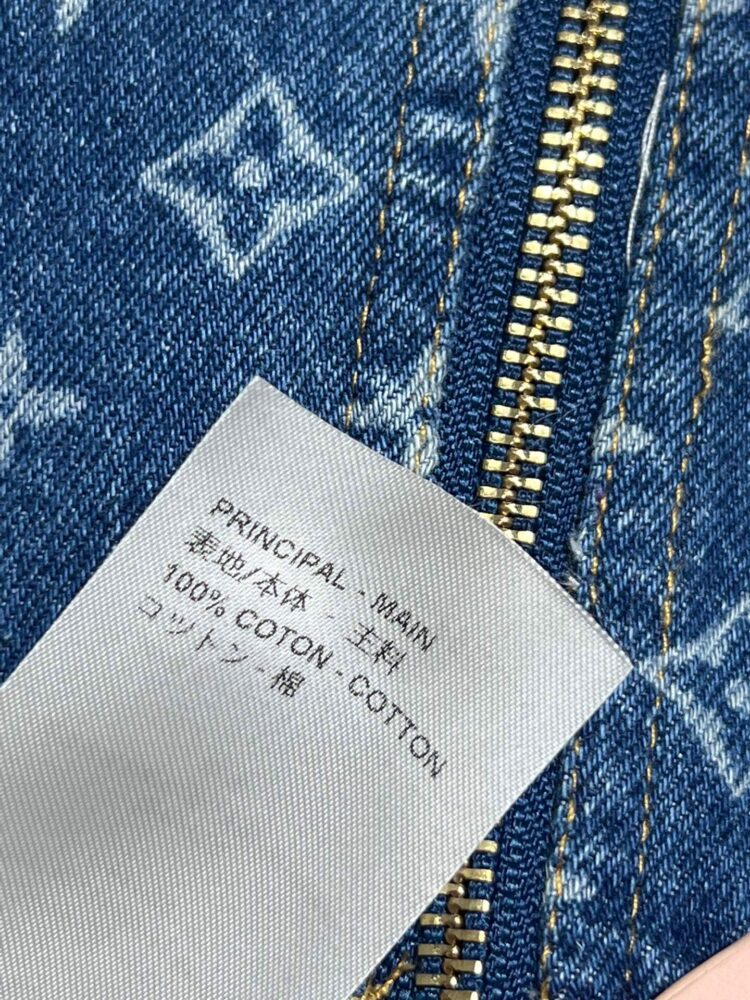 PRINCIPAL - MAIN
表地/本体 - 主料
100% COTON - COTTON
コットン - 棉